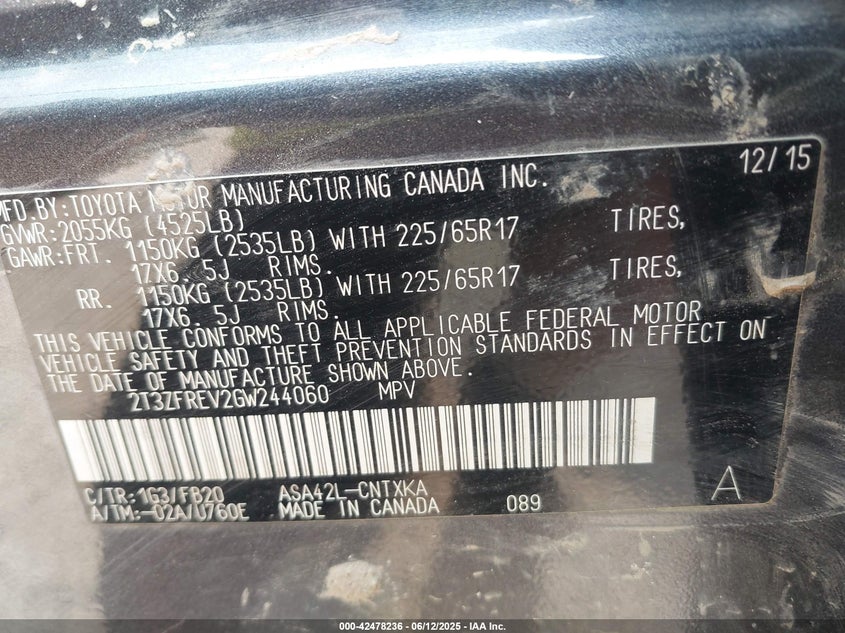 MFD.BY:TOYOTA MOTOR MANUFACTURING CANADA INC. 12/15
GVWR:2055KG (4525LB)
GAWR:FRT. 1150KG (2535LB) WITH 225/65R17 TIRES,
17X6.5J RIMS.
RR. 1150KG (2535LB) WITH 225/65R17 TIRES,
17X6.5J RIMS.
THIS VEHICLE CONFORMS TO ALL APPLICABLE FEDERAL MOTOR
VEHICLE SAFETY AND THEFT PREVENTION STANDARDS IN EFFECT ON
THE DATE OF MANUFACTURE SHOWN ABOVE.
2T3ZFREV2GW244060 MPV
C/TR:1G3/FB20 ASA42L-CNTXKA
A/TM:-02A/U760E MADE IN CANADA 089 A
000-42478236 - 06/12/2025 - IAA Inc.